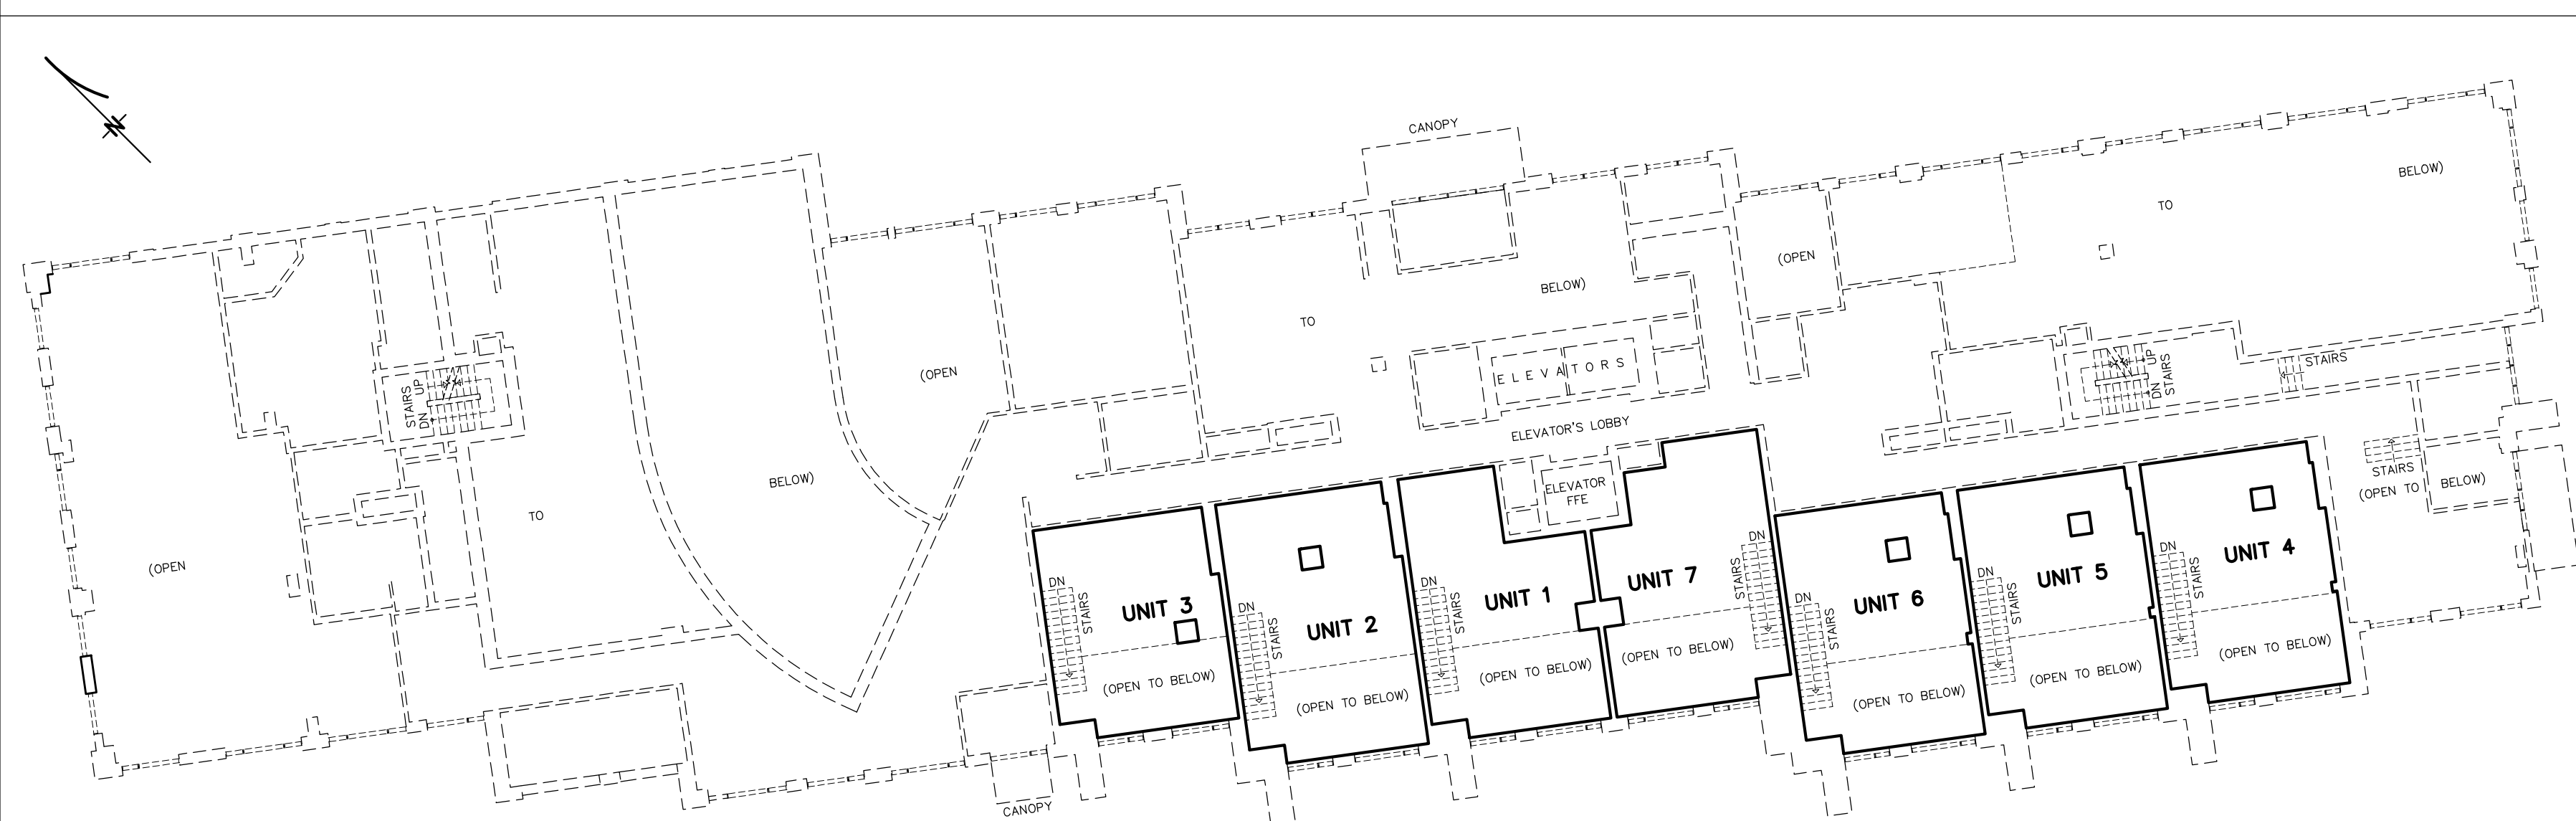 N
CANOPY
BELOW)
TO
(OPEN
BELOW)
TO
(OPEN
ELEVATORS
STAIRS
UP
DN
UP
DN
STAIRS
STAIRS
ELEVATOR'S LOBBY
BELOW)
TO
(OPEN
ELEVATOR
FFE
STAIRS
(OPEN TO BELOW)
DN
STAIRS
UNIT 3
(OPEN TO BELOW)
DN
STAIRS
UNIT 2
(OPEN TO BELOW)
DN
STAIRS
UNIT 1
(OPEN TO BELOW)
UNIT 7
DN
STAIRS
(OPEN TO BELOW)
DN
STAIRS
UNIT 6
(OPEN TO BELOW)
DN
STAIRS
UNIT 5
(OPEN TO BELOW)
DN
STAIRS
UNIT 4
(OPEN TO BELOW)
CANOPY